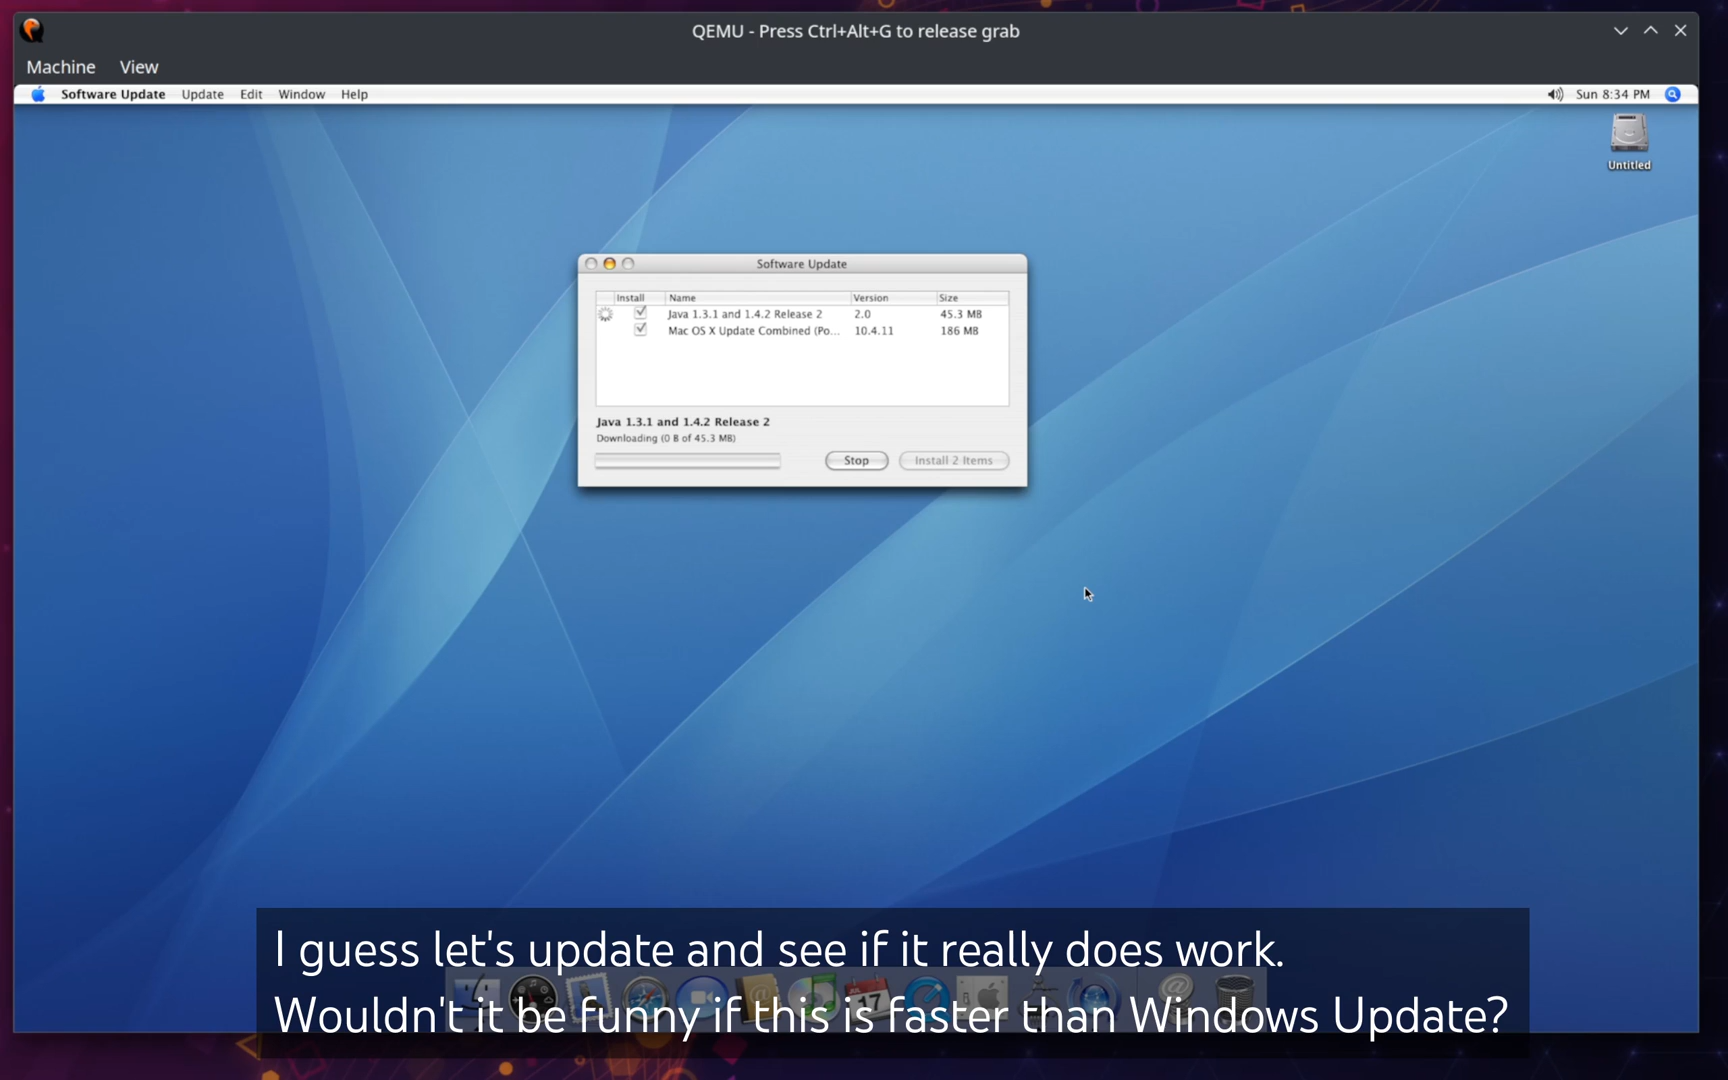 QEMU - Press Ctrl+Alt+G to release grab
Machine View
Software Update Update Edit Window Help Sun 8:34 PM
Untitled
Software Update
Install Name Version Size
Java 1.3.1 and 1.4.2 Release 2 2.0 45.3 MB
Mac OS X Update Combined (Po... 10.4.11 186 MB
Java 1.3.1 and 1.4.2 Release 2
Downloading (0 B of 45.3 MB)
Stop Install 2 Items
I guess let's update and see if it really does work.
17
Wouldn't it be funny if this is faster than Windows Update?